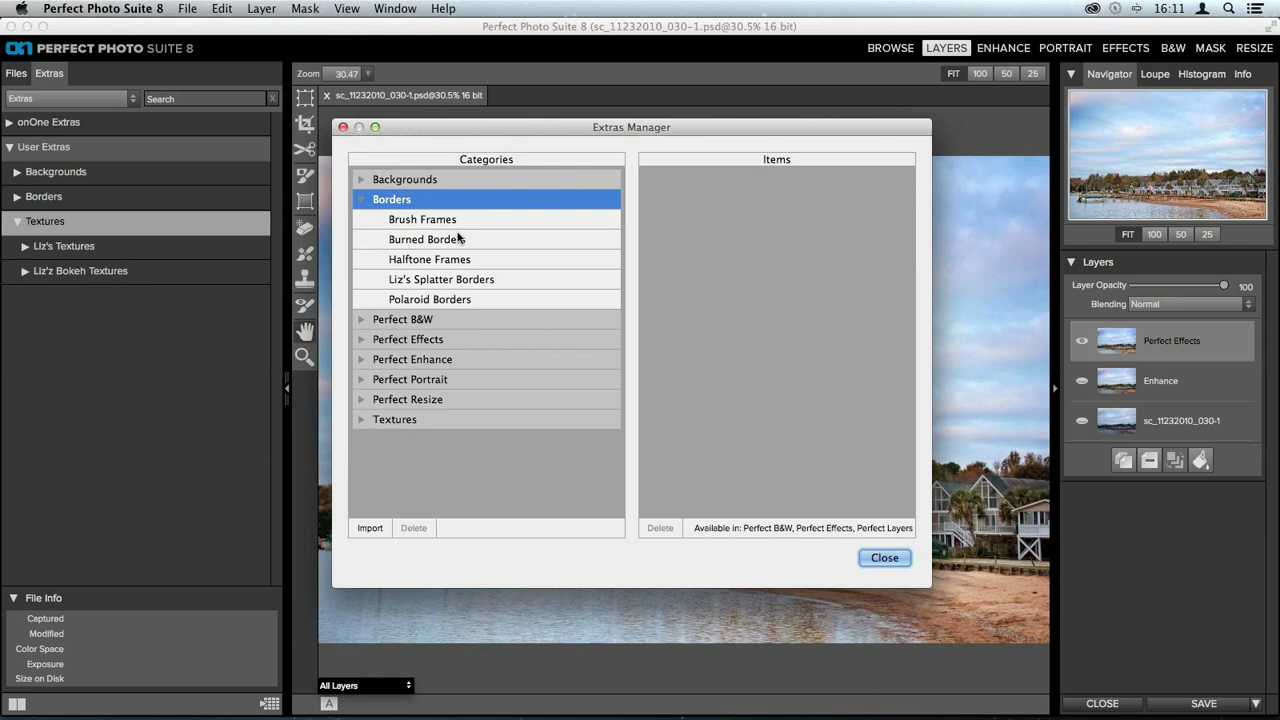 Perfect Photo Suite 8 File Edit Layer Mask View Window Help 16:11
Perfect Photo Suite 8 (sc_11232010_030-1.psd@30.5% 16 bit)
on1 PERFECT PHOTO SUITE 8 BROWSE LAYERS ENHANCE PORTRAIT EFFECTS B&W MASK RESIZE
Files Extras Zoom 30.47 FIT 100 50 25 Navigator Loupe Histogram Info
Extras Search X
X sc_11232010_030-1.psd@30.5% 16 bit
onOne Extras
User Extras
Backgrounds
Borders
Textures
Liz's Textures
Liz'z Bokeh Textures
Extras Manager
Categories
Backgrounds
Borders
Brush Frames
Burned Borders
Halftone Frames
Liz's Splatter Borders
Polaroid Borders
Perfect B&W
Perfect Effects
Perfect Enhance
Perfect Portrait
Perfect Resize
Textures
Import Delete
Items
Delete Available in: Perfect B&W, Perfect Effects, Perfect Layers
Close
FIT 100 50 25
Layers
Layer Opacity 100
Blending Normal
Perfect Effects
Enhance
sc_11232010_030-1
File Info
Captured
Modified
Color Space
Exposure
Size on Disk
All Layers
A
CLOSE SAVE